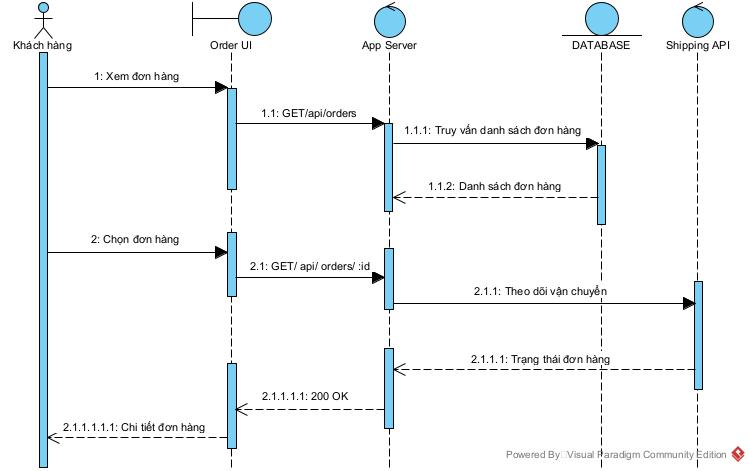 Khách hàng
Order UI
App Server
DATABASE
Shipping API
1: Xem đơn hàng
1.1: GET/api/orders
1.1.1: Truy vấn danh sách đơn hàng
1.1.2: Danh sách đơn hàng
2: Chọn đơn hàng
2.1: GET/ api/ orders/ :id
2.1.1: Theo dõi vận chuyển
2.1.1.1: Trạng thái đơn hàng
2.1.1.1.1: 200 OK
2.1.1.1.1.1: Chi tiết đơn hàng
Powered By Visual Paradigm Community Edition